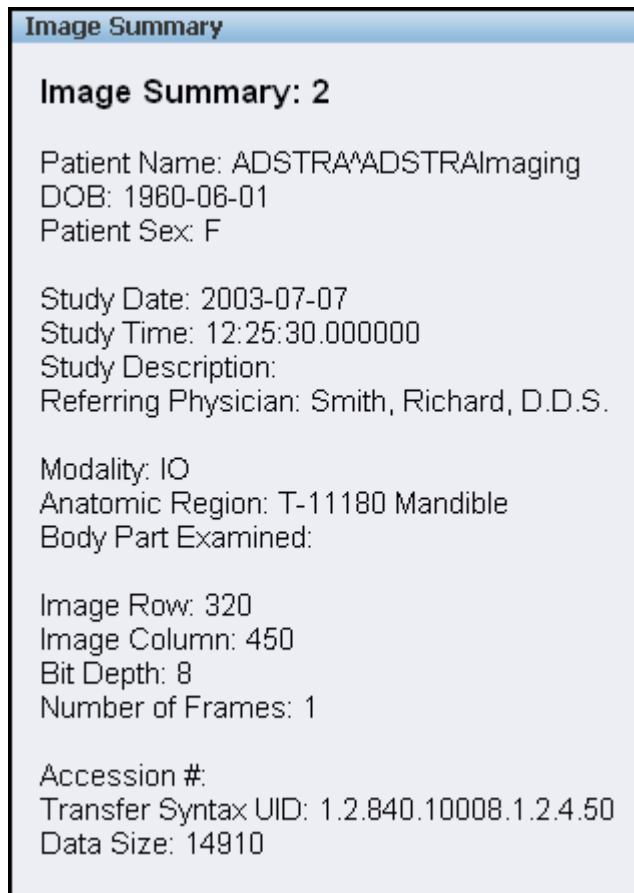 Image Summary
Image Summary: 2
Patient Name: ADSTRA^ADSTRAImaging
DOB: 1960-06-01
Patient Sex: F
Study Date: 2003-07-07
Study Time: 12:25:30.000000
Study Description:
Referring Physician: Smith, Richard, D.D.S.
Modality: IO
Anatomic Region: T-11180 Mandible
Body Part Examined:
Image Row: 320
Image Column: 450
Bit Depth: 8
Number of Frames: 1
Accession #:
Transfer Syntax UID: 1.2.840.10008.1.2.4.50
Data Size: 14910